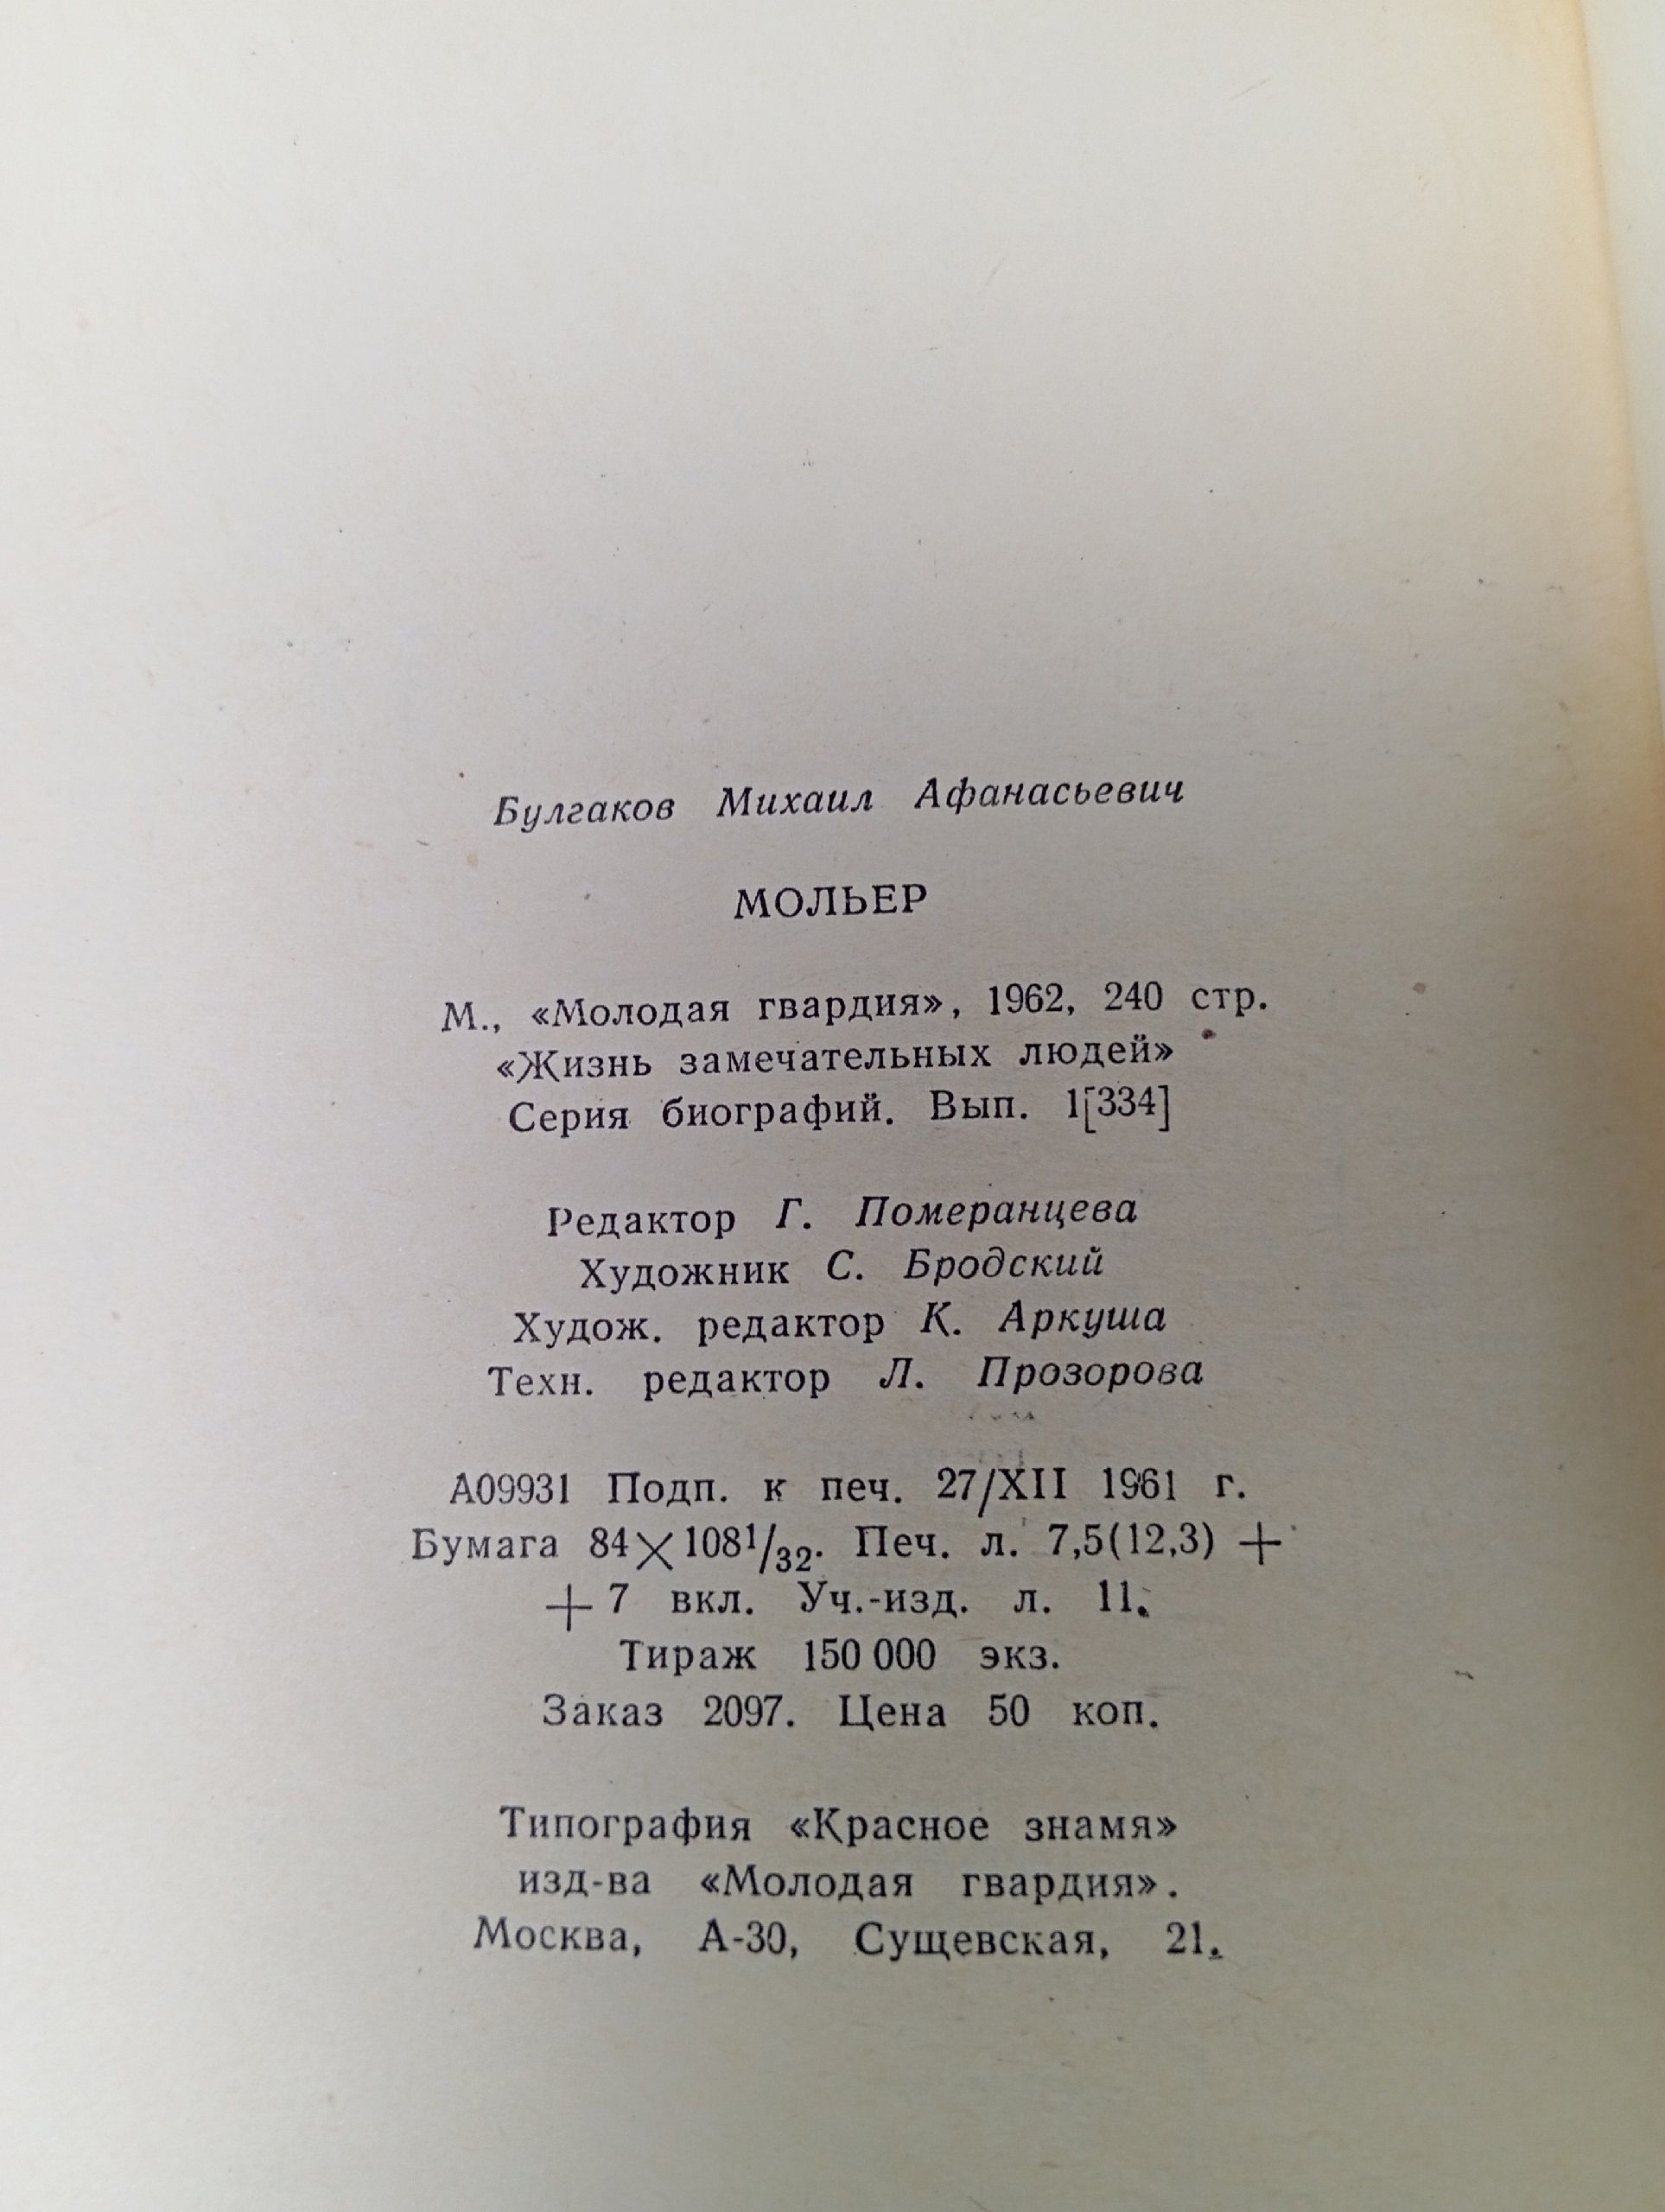 Булгаков Михаил Афанасьевич
МОЛЬЕР
М., «Молодая гвардия», 1962, 240 стр.
«Жизнь замечательных людей»
Серия биографий. Вып. 1[334]
Редактор Г. Померанцева
Художник С. Бродский
Худож. редактор К. Аркуша
Техн. редактор Л. Прозорова
А09931 Подп. к печ. 27/XII 1961 г.
Бумага 84×108¹/₃₂. Печ. л. 7,5(12,3) +
+ 7 вкл. Уч.-изд. л. 11.
Тираж 150 000 экз.
Заказ 2097. Цена 50 коп.
Типография «Красное знамя»
изд-ва «Молодая гвардия».
Москва, А-30, Сущевская, 21.